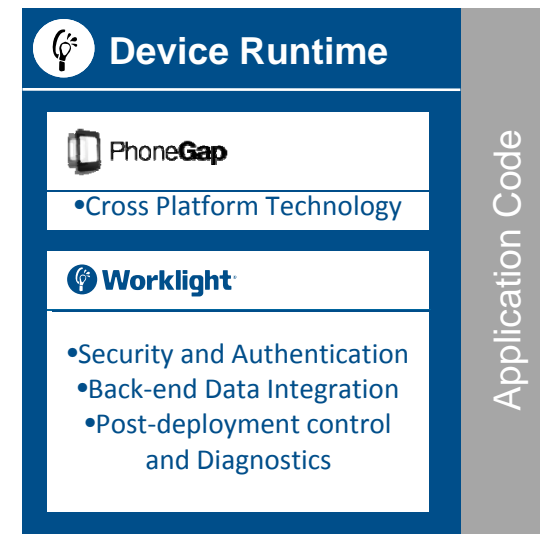 Device Runtime
PhoneGap
•Cross Platform Technology
Worklight
•Security and Authentication
•Back-end Data Integration
•Post-deployment control
and Diagnostics
Application Code